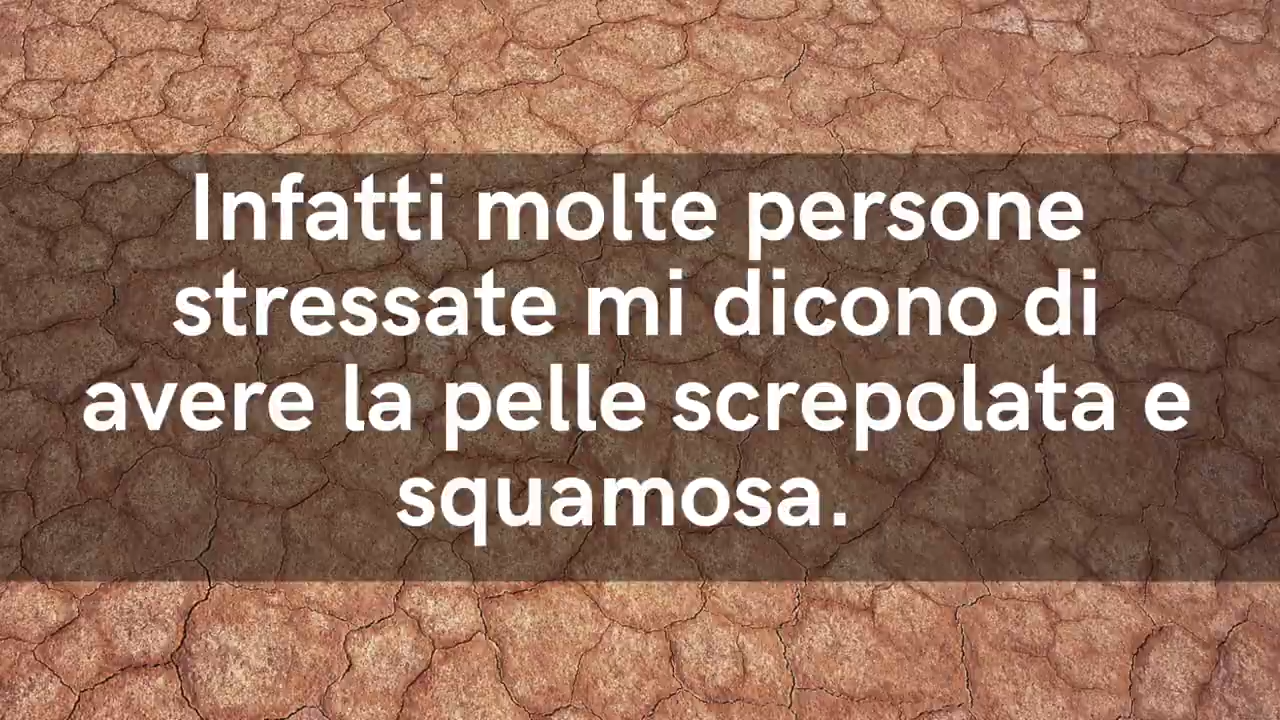 Infatti molte persone
stressate mi dicono di
avere la pelle screpolata e
squamosa.